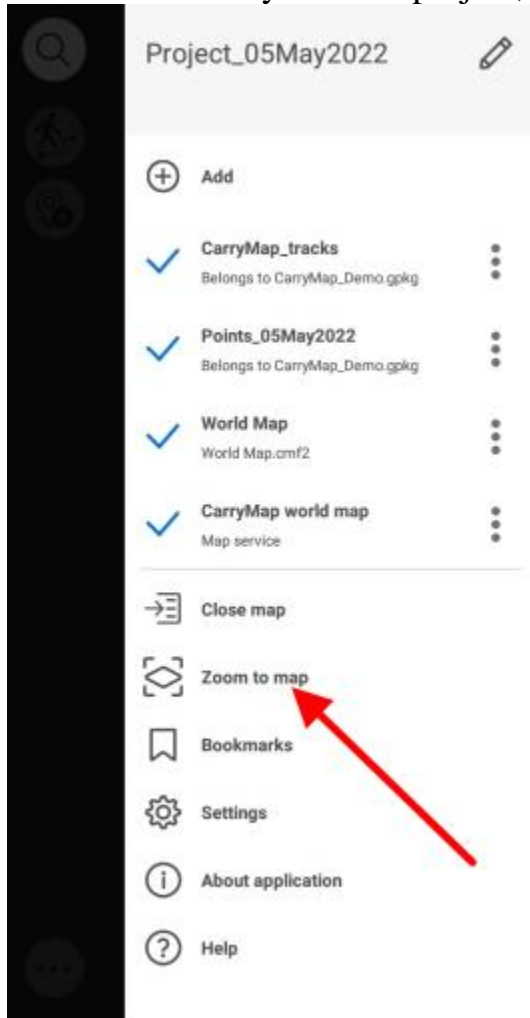 Project_05May2022
Add
CarryMap_tracks
Belongs to CarryMap_Demo.gpkg
Points_05May2022
Belongs to CarryMap_Demo.gpkg
World Map
World Map.cmf2
CarryMap world map
Map service
Close map
Zoom to map
Bookmarks
Settings
About application
Help